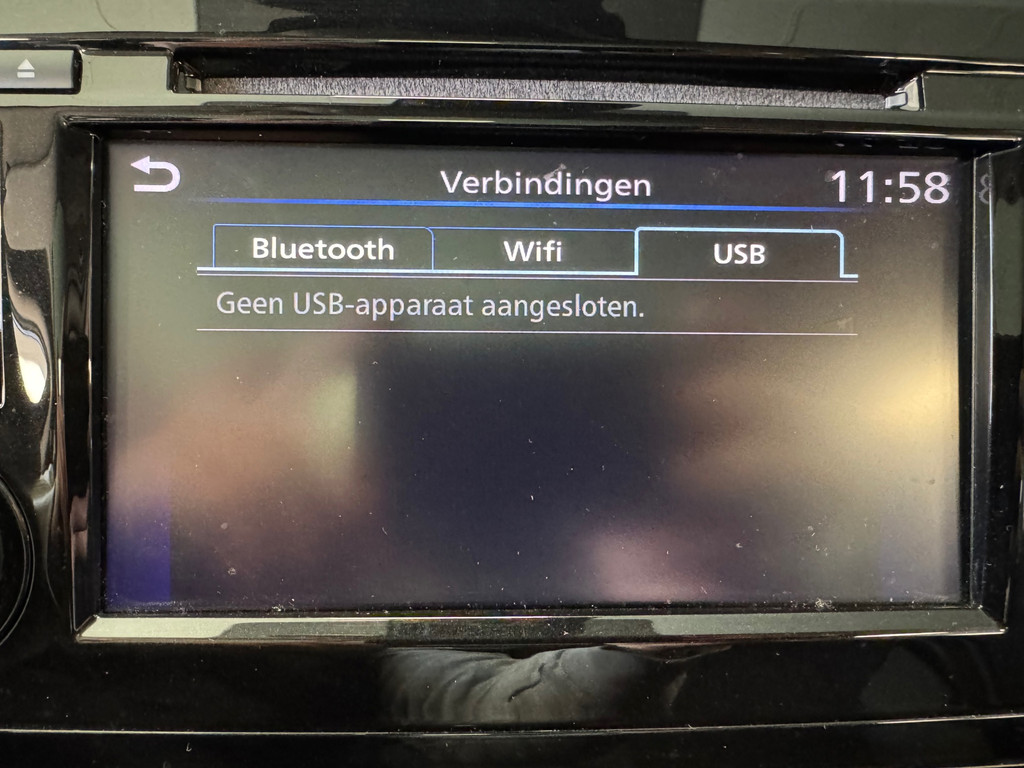 Verbindingen
11:58
Bluetooth
Wifi
USB
Geen USB-apparaat aangesloten.